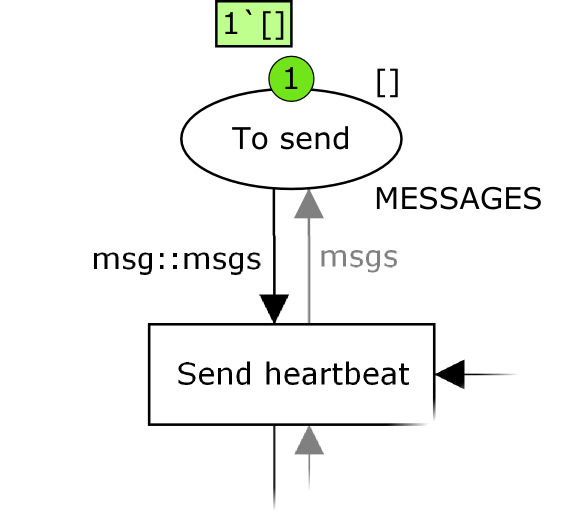 1`[]
1
[]
To send
MESSAGES
msg::msgs
msgs
Send heartbeat